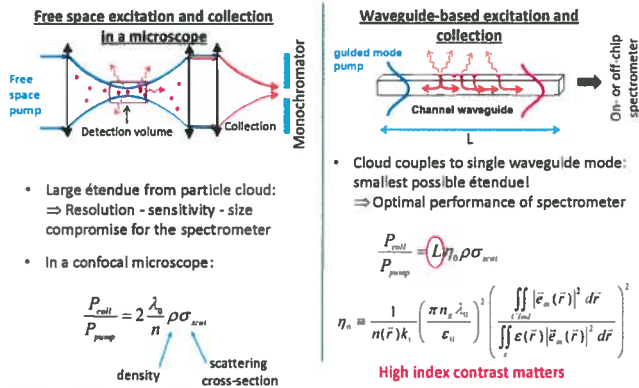 Free space excitation and collection
in a microscope
Free
space
pump
Detection volume
Collection
Monochromator
• Large étendue from particle cloud:
⇒ Resolution - sensitivity - size
compromise for the spectrometer
• In a confocal microscope:
P_coll / P_pump = 2 λ_0 / n ρσ_scat
density
scattering
cross-section
Waveguide-based excitation and
collection
guided mode
pump
Channel waveguide
L
On- or off-chip
spectrometer
• Cloud couples to single waveguide mode:
smallest possible étendue!
⇒ Optimal performance of spectrometer
P_coll / P_pump = L η_0 ρσ_scat
High index contrast matters